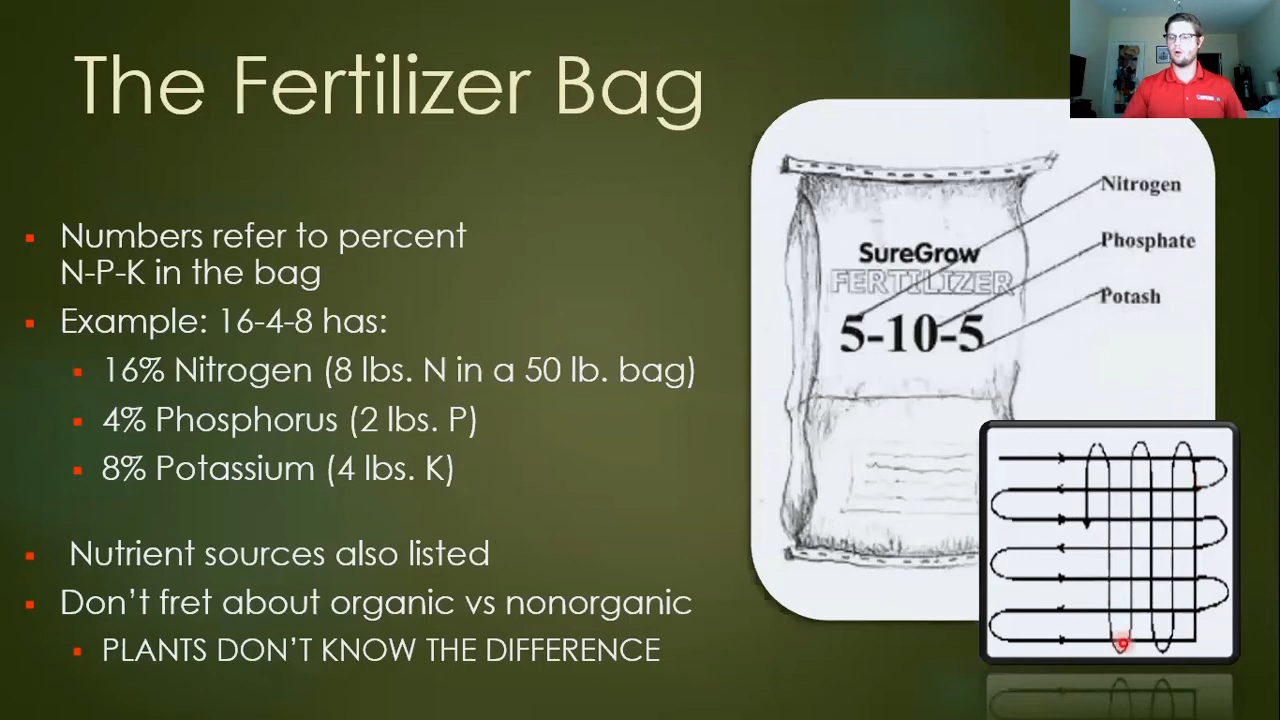 The Fertilizer Bag
Numbers refer to percent
N-P-K in the bag
Example: 16-4-8 has:
16% Nitrogen (8 lbs. N in a 50 lb. bag)
4% Phosphorus (2 lbs. P)
8% Potassium (4 lbs. K)
Nutrient sources also listed
Don't fret about organic vs nonorganic
PLANTS DON'T KNOW THE DIFFERENCE
Nitrogen
Phosphate
Potash
SureGrow
FERTILIZER
5-10-5